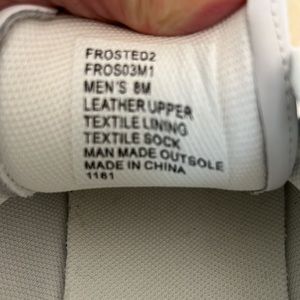 FROSTED2
FROS03M1
MEN'S 8M
LEATHER UPPER
TEXTILE LINING
TEXTILE SOCK
MAN MADE OUTSOLE
MADE IN CHINA
1161